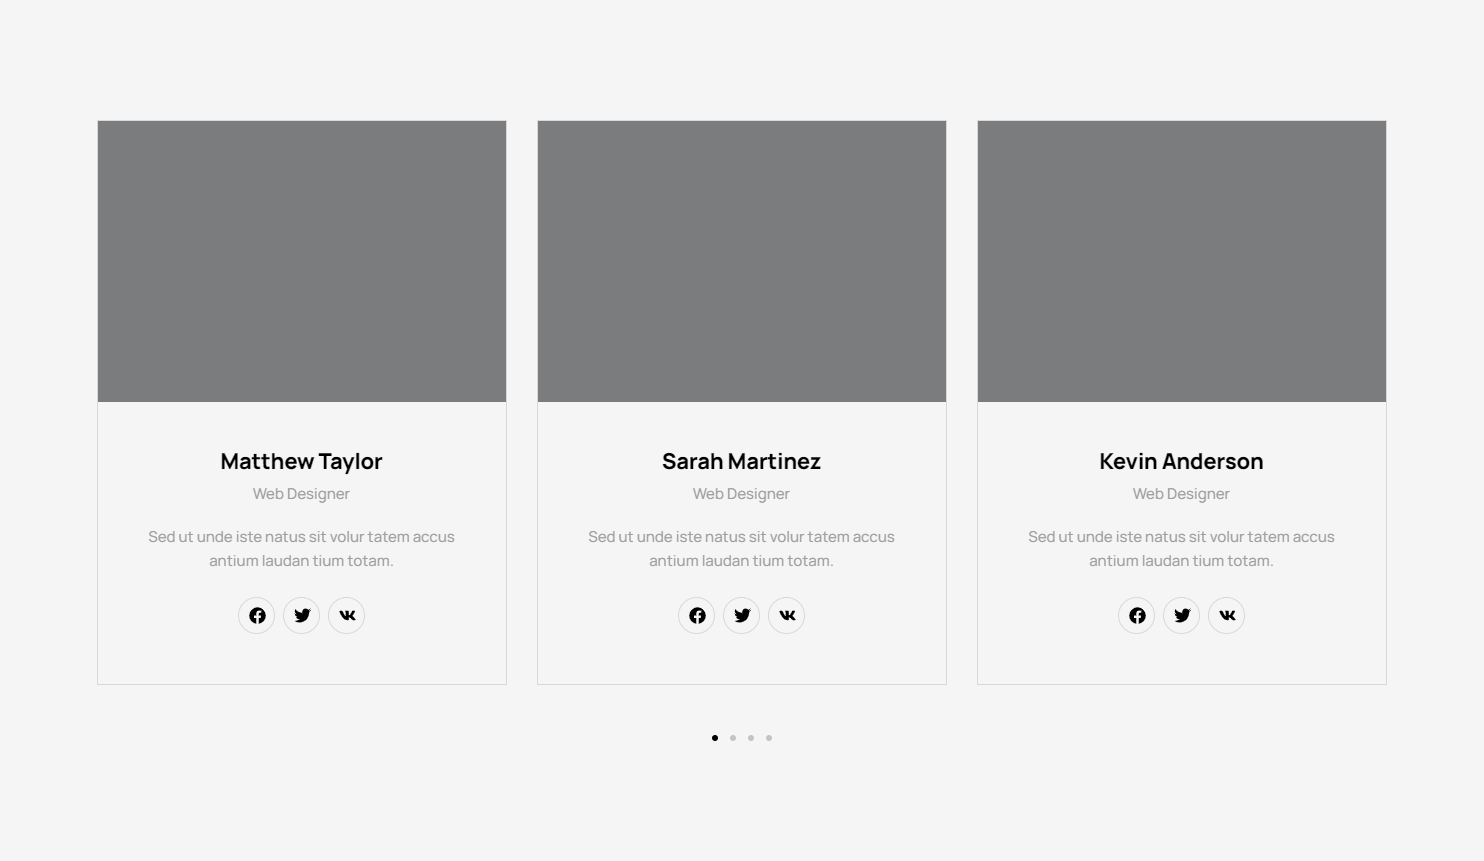 Matthew Taylor
Web Designer
Sed ut unde iste natus sit volur tatem accus
antium laudan tium totam.
Sarah Martinez
Web Designer
Sed ut unde iste natus sit volur tatem accus
antium laudan tium totam.
Kevin Anderson
Web Designer
Sed ut unde iste natus sit volur tatem accus
antium laudan tium totam.